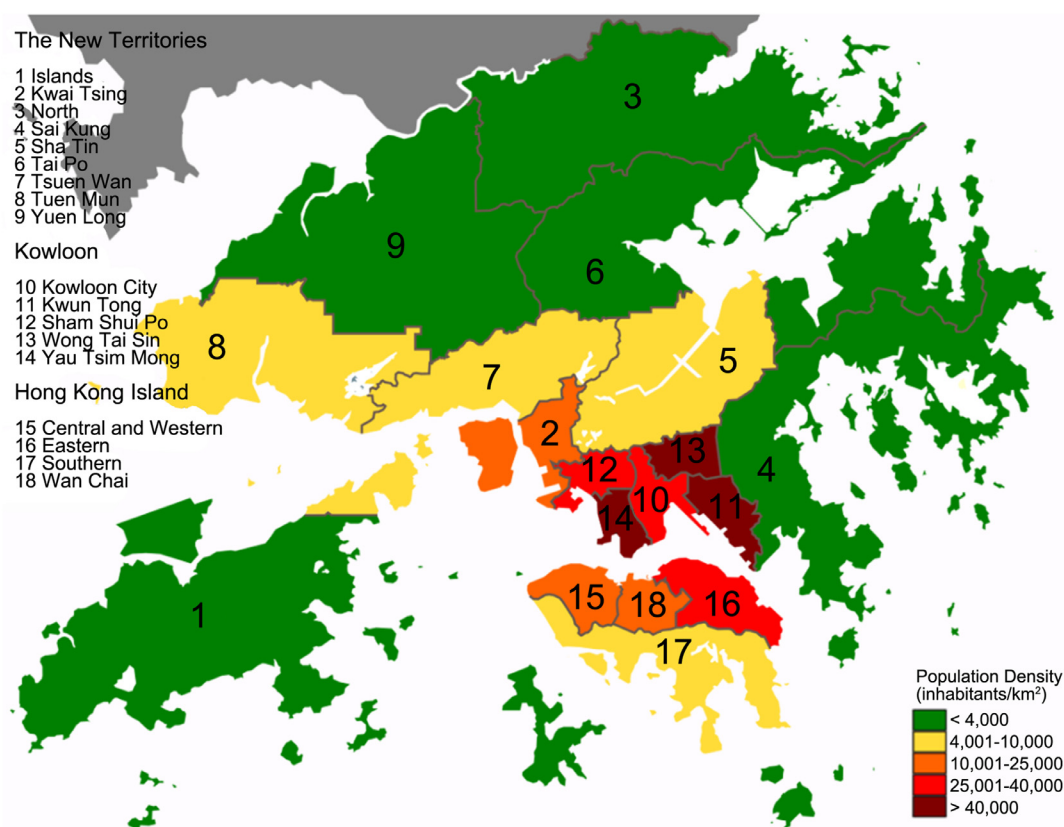 The New Territories
1 Islands
2 Kwai Tsing
3 North
4 Sai Kung
5 Sha Tin
6 Tai Po
7 Tsuen Wan
8 Tuen Mun
9 Yuen Long
Kowloon
10 Kowloon City
11 Kwun Tong
12 Sham Shui Po
13 Wong Tai Sin
14 Yau Tsim Mong
Hong Kong Island
15 Central and Western
16 Eastern
17 Southern
18 Wan Chai
3
9
6
8
5
7
2
13
12
4
10
11
14
15
18
16
1
17
Population Density
(inhabitants/km²)
< 4,000
4,001-10,000
10,001-25,000
25,001-40,000
> 40,000